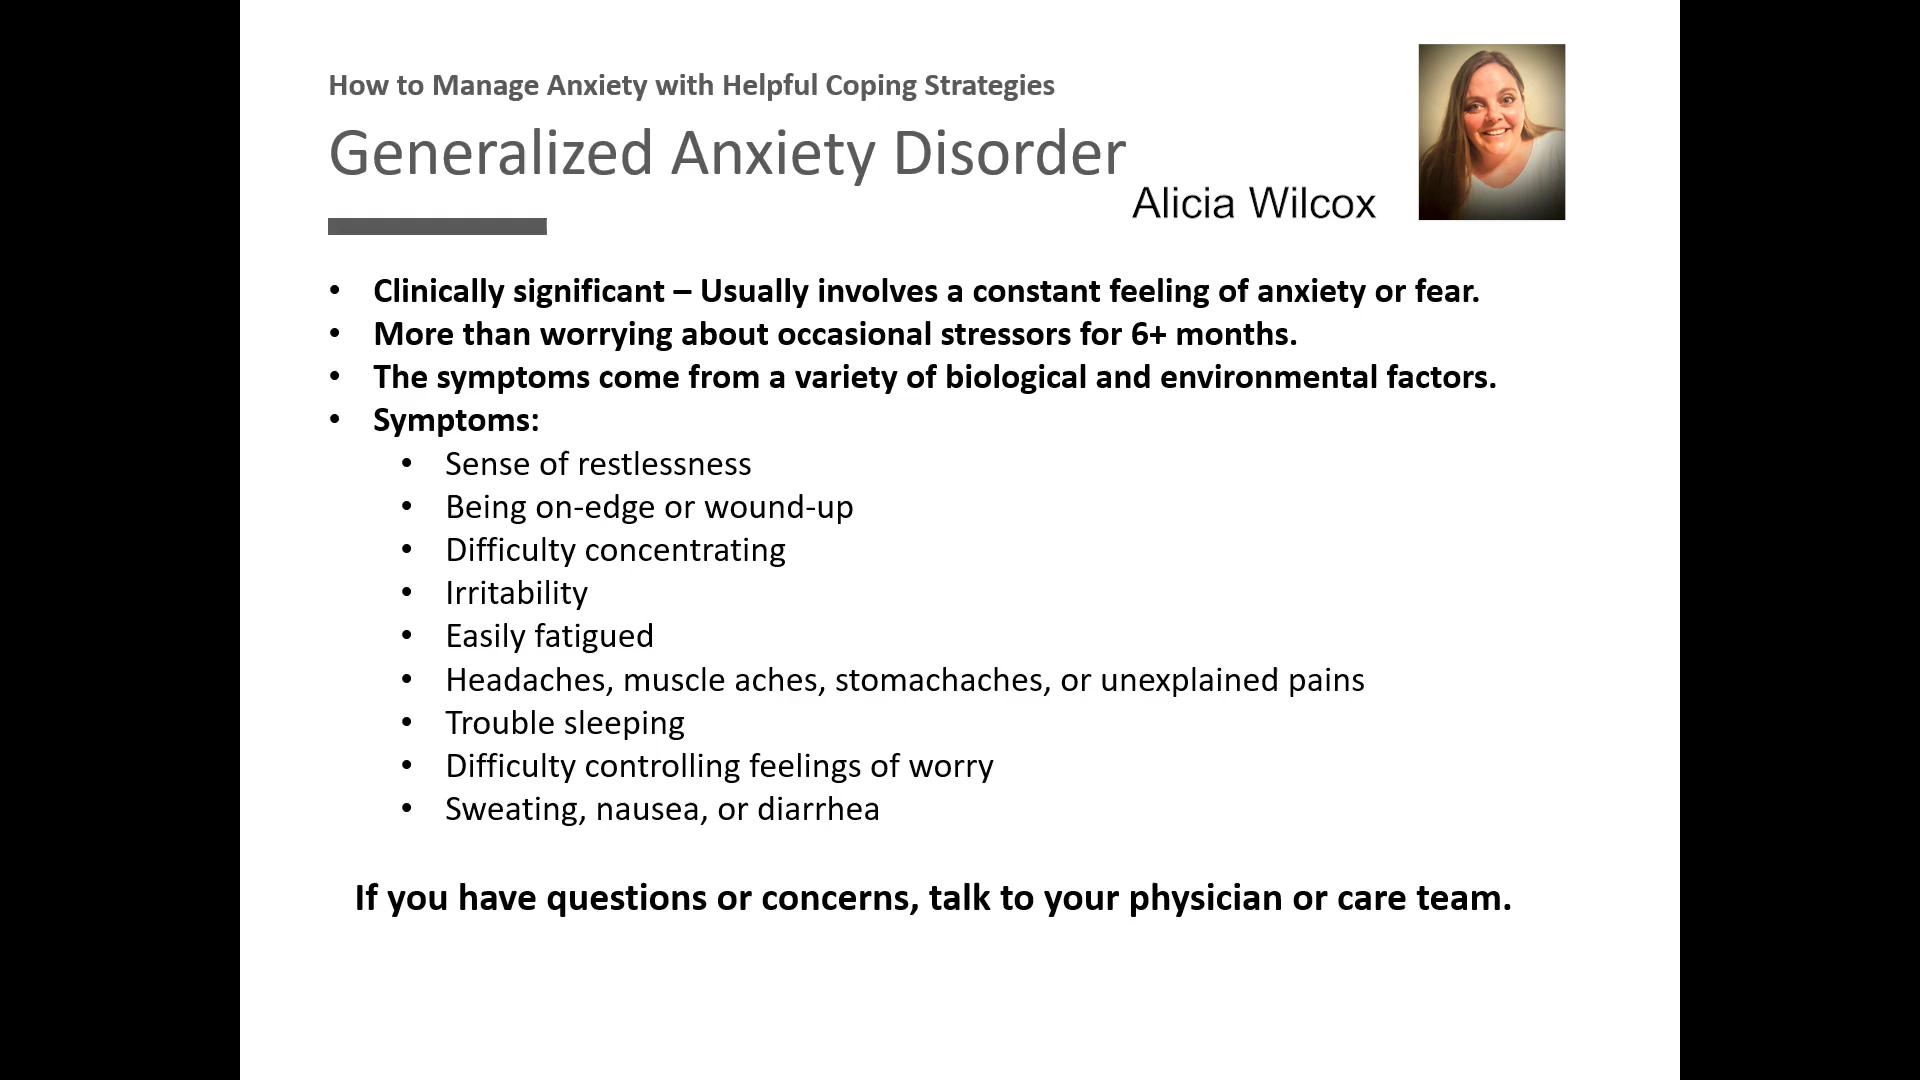 How to Manage Anxiety with Helpful Coping Strategies
Generalized Anxiety Disorder
Alicia Wilcox
• Clinically significant – Usually involves a constant feeling of anxiety or fear.
• More than worrying about occasional stressors for 6+ months.
• The symptoms come from a variety of biological and environmental factors.
• Symptoms:
• Sense of restlessness
• Being on-edge or wound-up
• Difficulty concentrating
• Irritability
• Easily fatigued
• Headaches, muscle aches, stomachaches, or unexplained pains
• Trouble sleeping
• Difficulty controlling feelings of worry
• Sweating, nausea, or diarrhea
If you have questions or concerns, talk to your physician or care team.